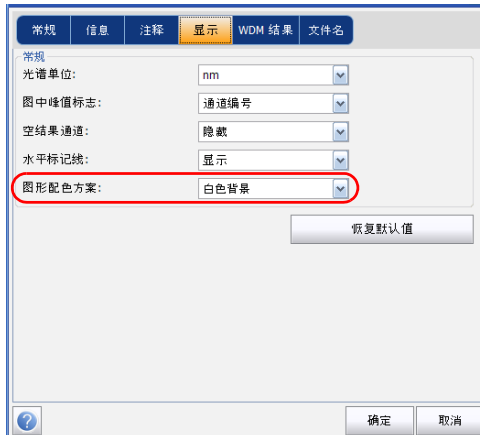 常规 信息 注释 显示 WDM 结果 文件名
常规
光谱单位: nm
图中峰值标志: 通道编号
空结果通道: 隐藏
水平标记线: 显示
图形配色方案: 白色背景
恢复默认值
? 确定 取消